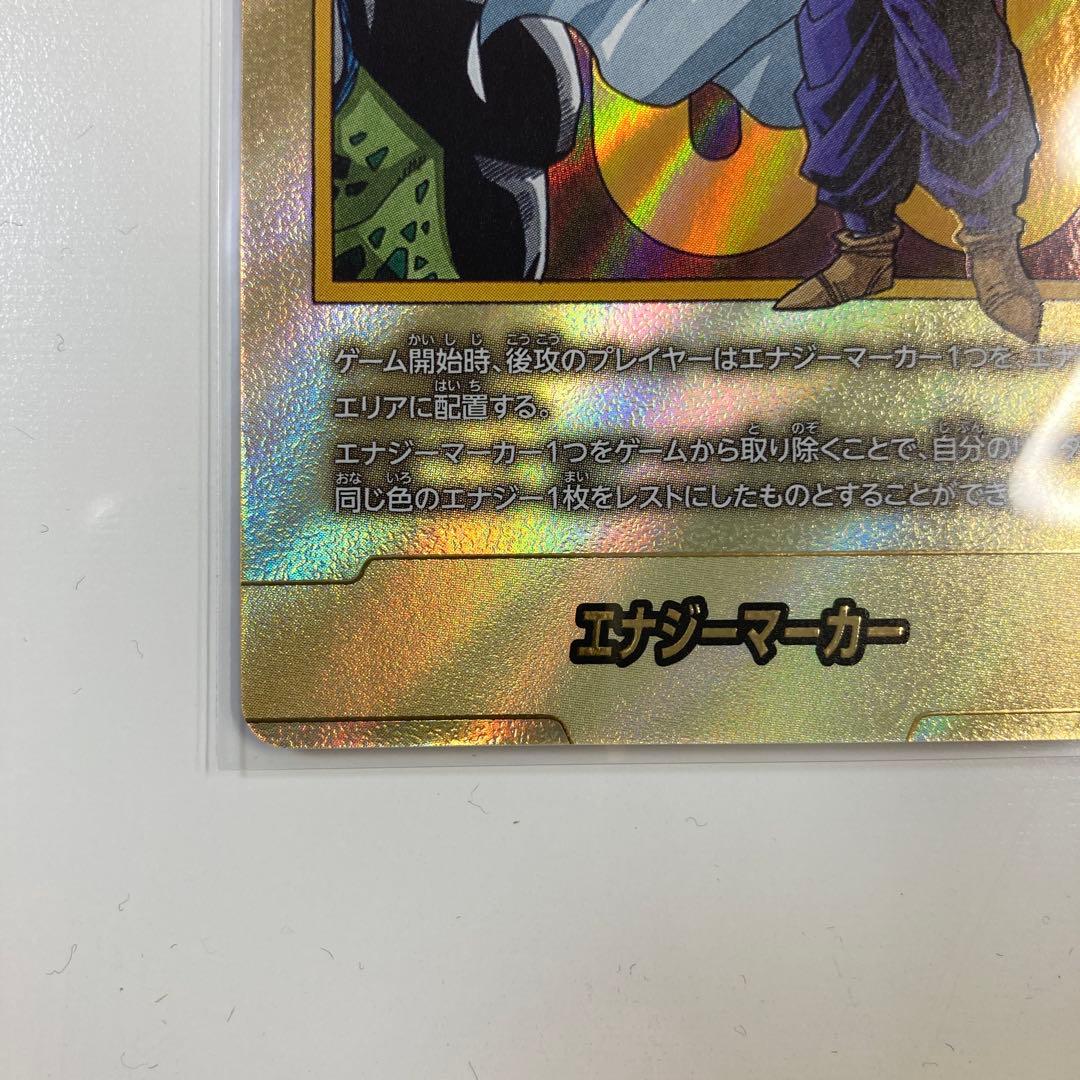 ゲーム開始時、後攻のプレイヤーはエナジーマーカー1つを、エナ
エリアに配置する。
エナジーマーカー1つをゲームから取り除くことで、自分の
同じ色のエナジー1枚をレストにしたものとすることができ
エナジーマーカー